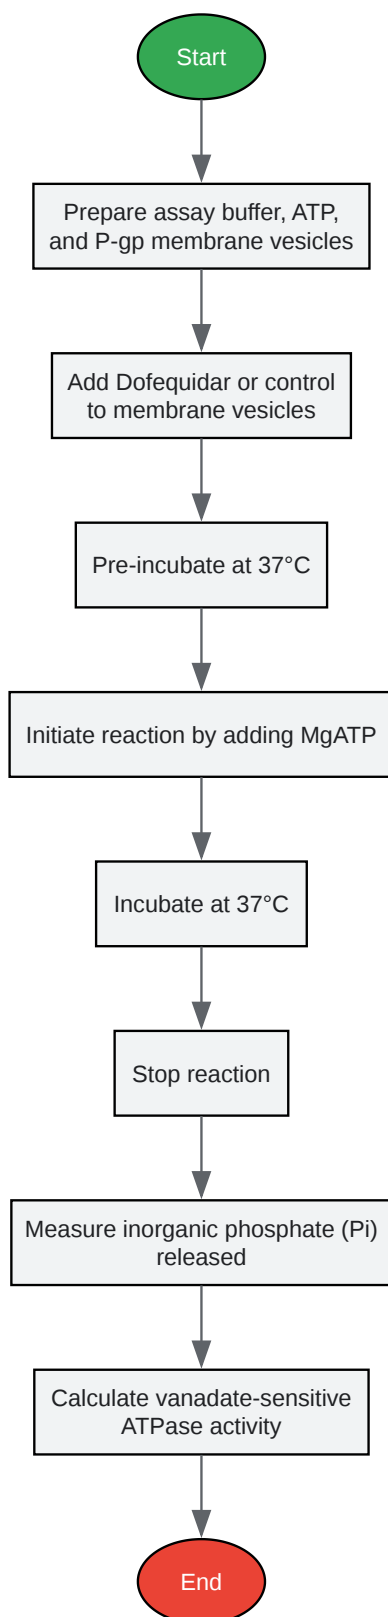 Start
Prepare assay buffer, ATP,
and P-gp membrane vesicles
Add Dofequidar or control
to membrane vesicles
Pre-incubate at 37°C
Initiate reaction by adding MgATP
Incubate at 37°C
Stop reaction
Measure inorganic phosphate (Pi)
released
Calculate vanadate-sensitive
ATPase activity
End